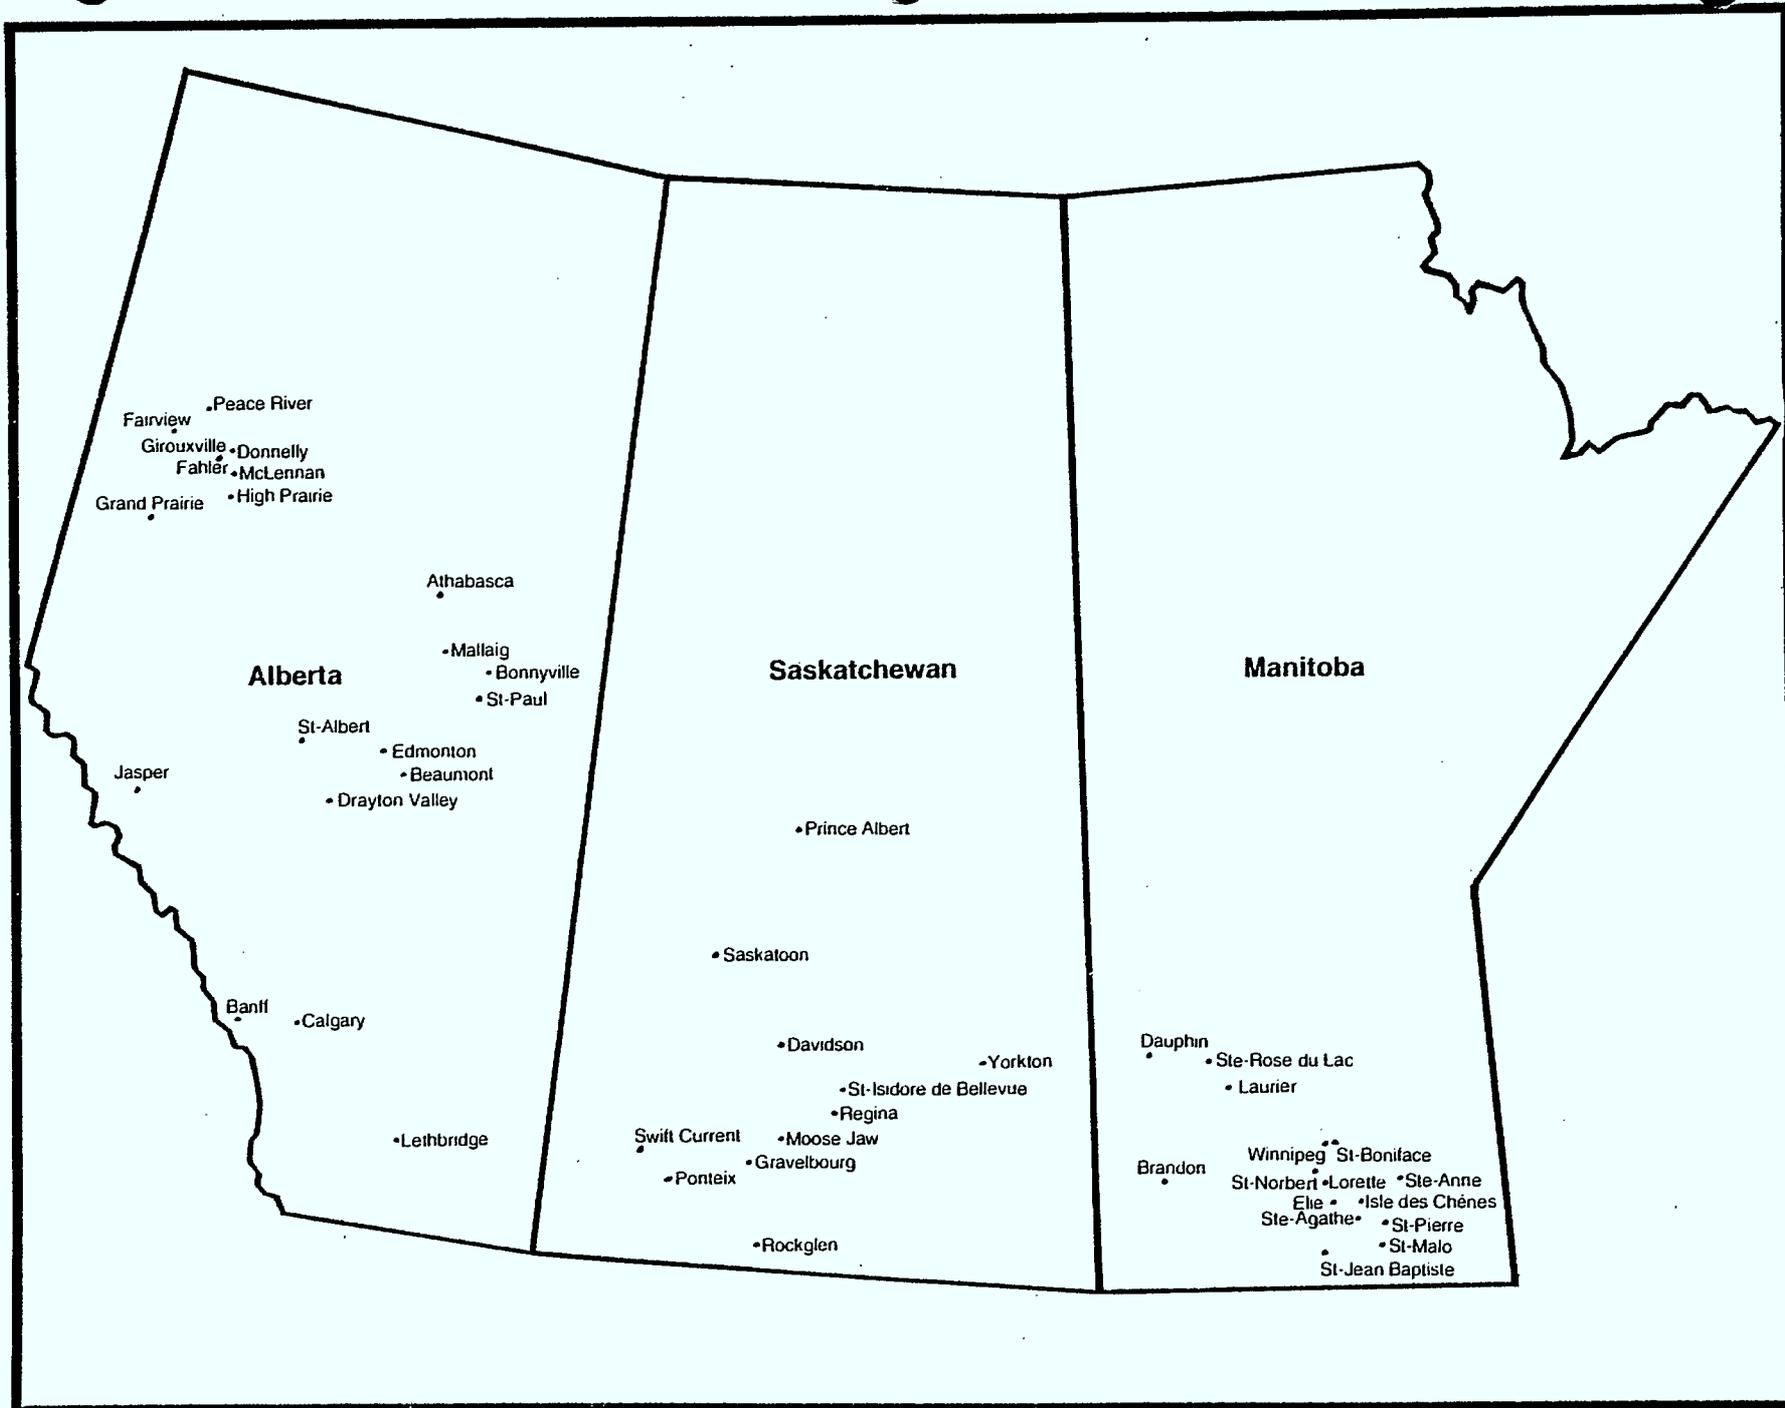 Peace River
Fairview
Girouxville
Donnelly
Fahler
McLennan
High Prairie
Grand Prairie
Athabasca
Mallaig
Bonnyville
St-Paul
Alberta
St-Albert
Edmonton
Beaumont
Drayton Valley
Jasper
Banff
Calgary
Lethbridge
Saskatchewan
Prince Albert
Saskatoon
Davidson
Yorkton
St-Isidore de Bellevue
Regina
Swift Current
Moose Jaw
Gravelbourg
Ponteix
Rockglen
Manitoba
Dauphin
Ste-Rose du Lac
Laurier
Winnipeg
St-Boniface
Brandon
St-Norbert
Lorette
Ste-Anne
Elie
Isle des Chénes
Ste-Agathe
St-Pierre
St-Malo
St-Jean Baptiste